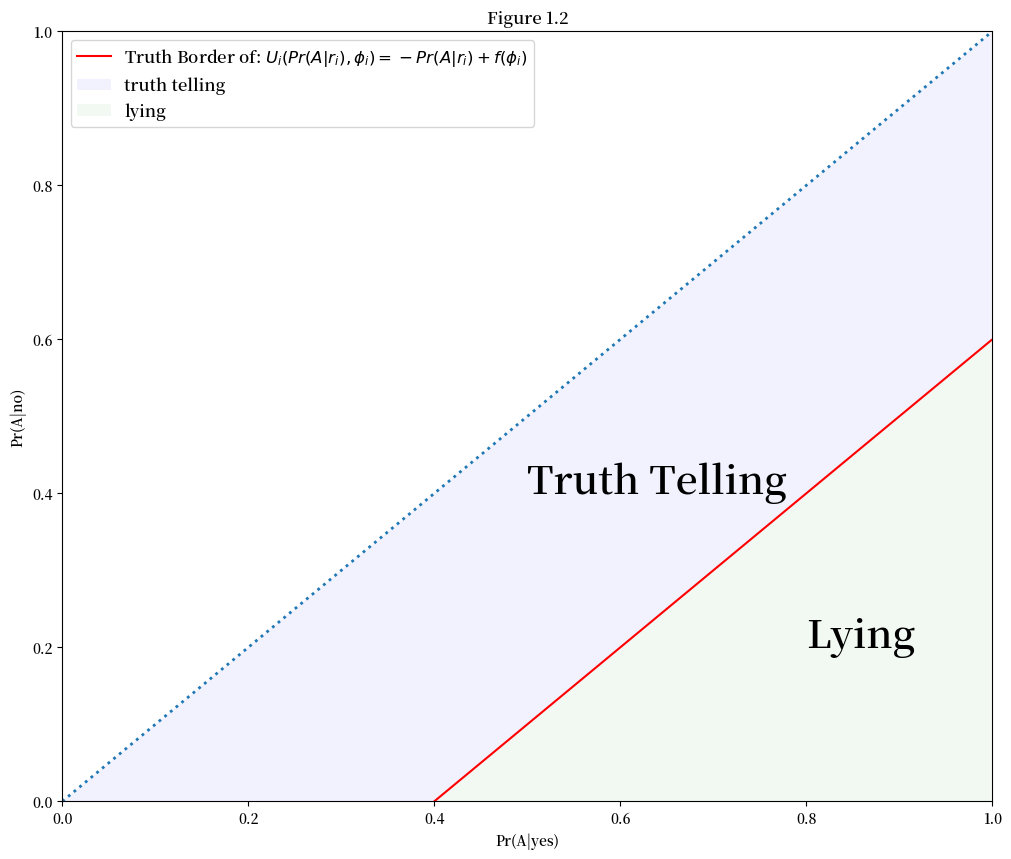 Figure 1.2
Truth Border of: $U_i(Pr(A|r_i), \phi_i) = -Pr(A|r_i) + f(\phi_i)$
truth telling
lying
1.0
0.8
0.6
0.4
0.2
0.0
Pr(A|no)
Truth Telling
Lying
0.0 0.2 0.4 0.6 0.8 1.0
Pr(A|yes)